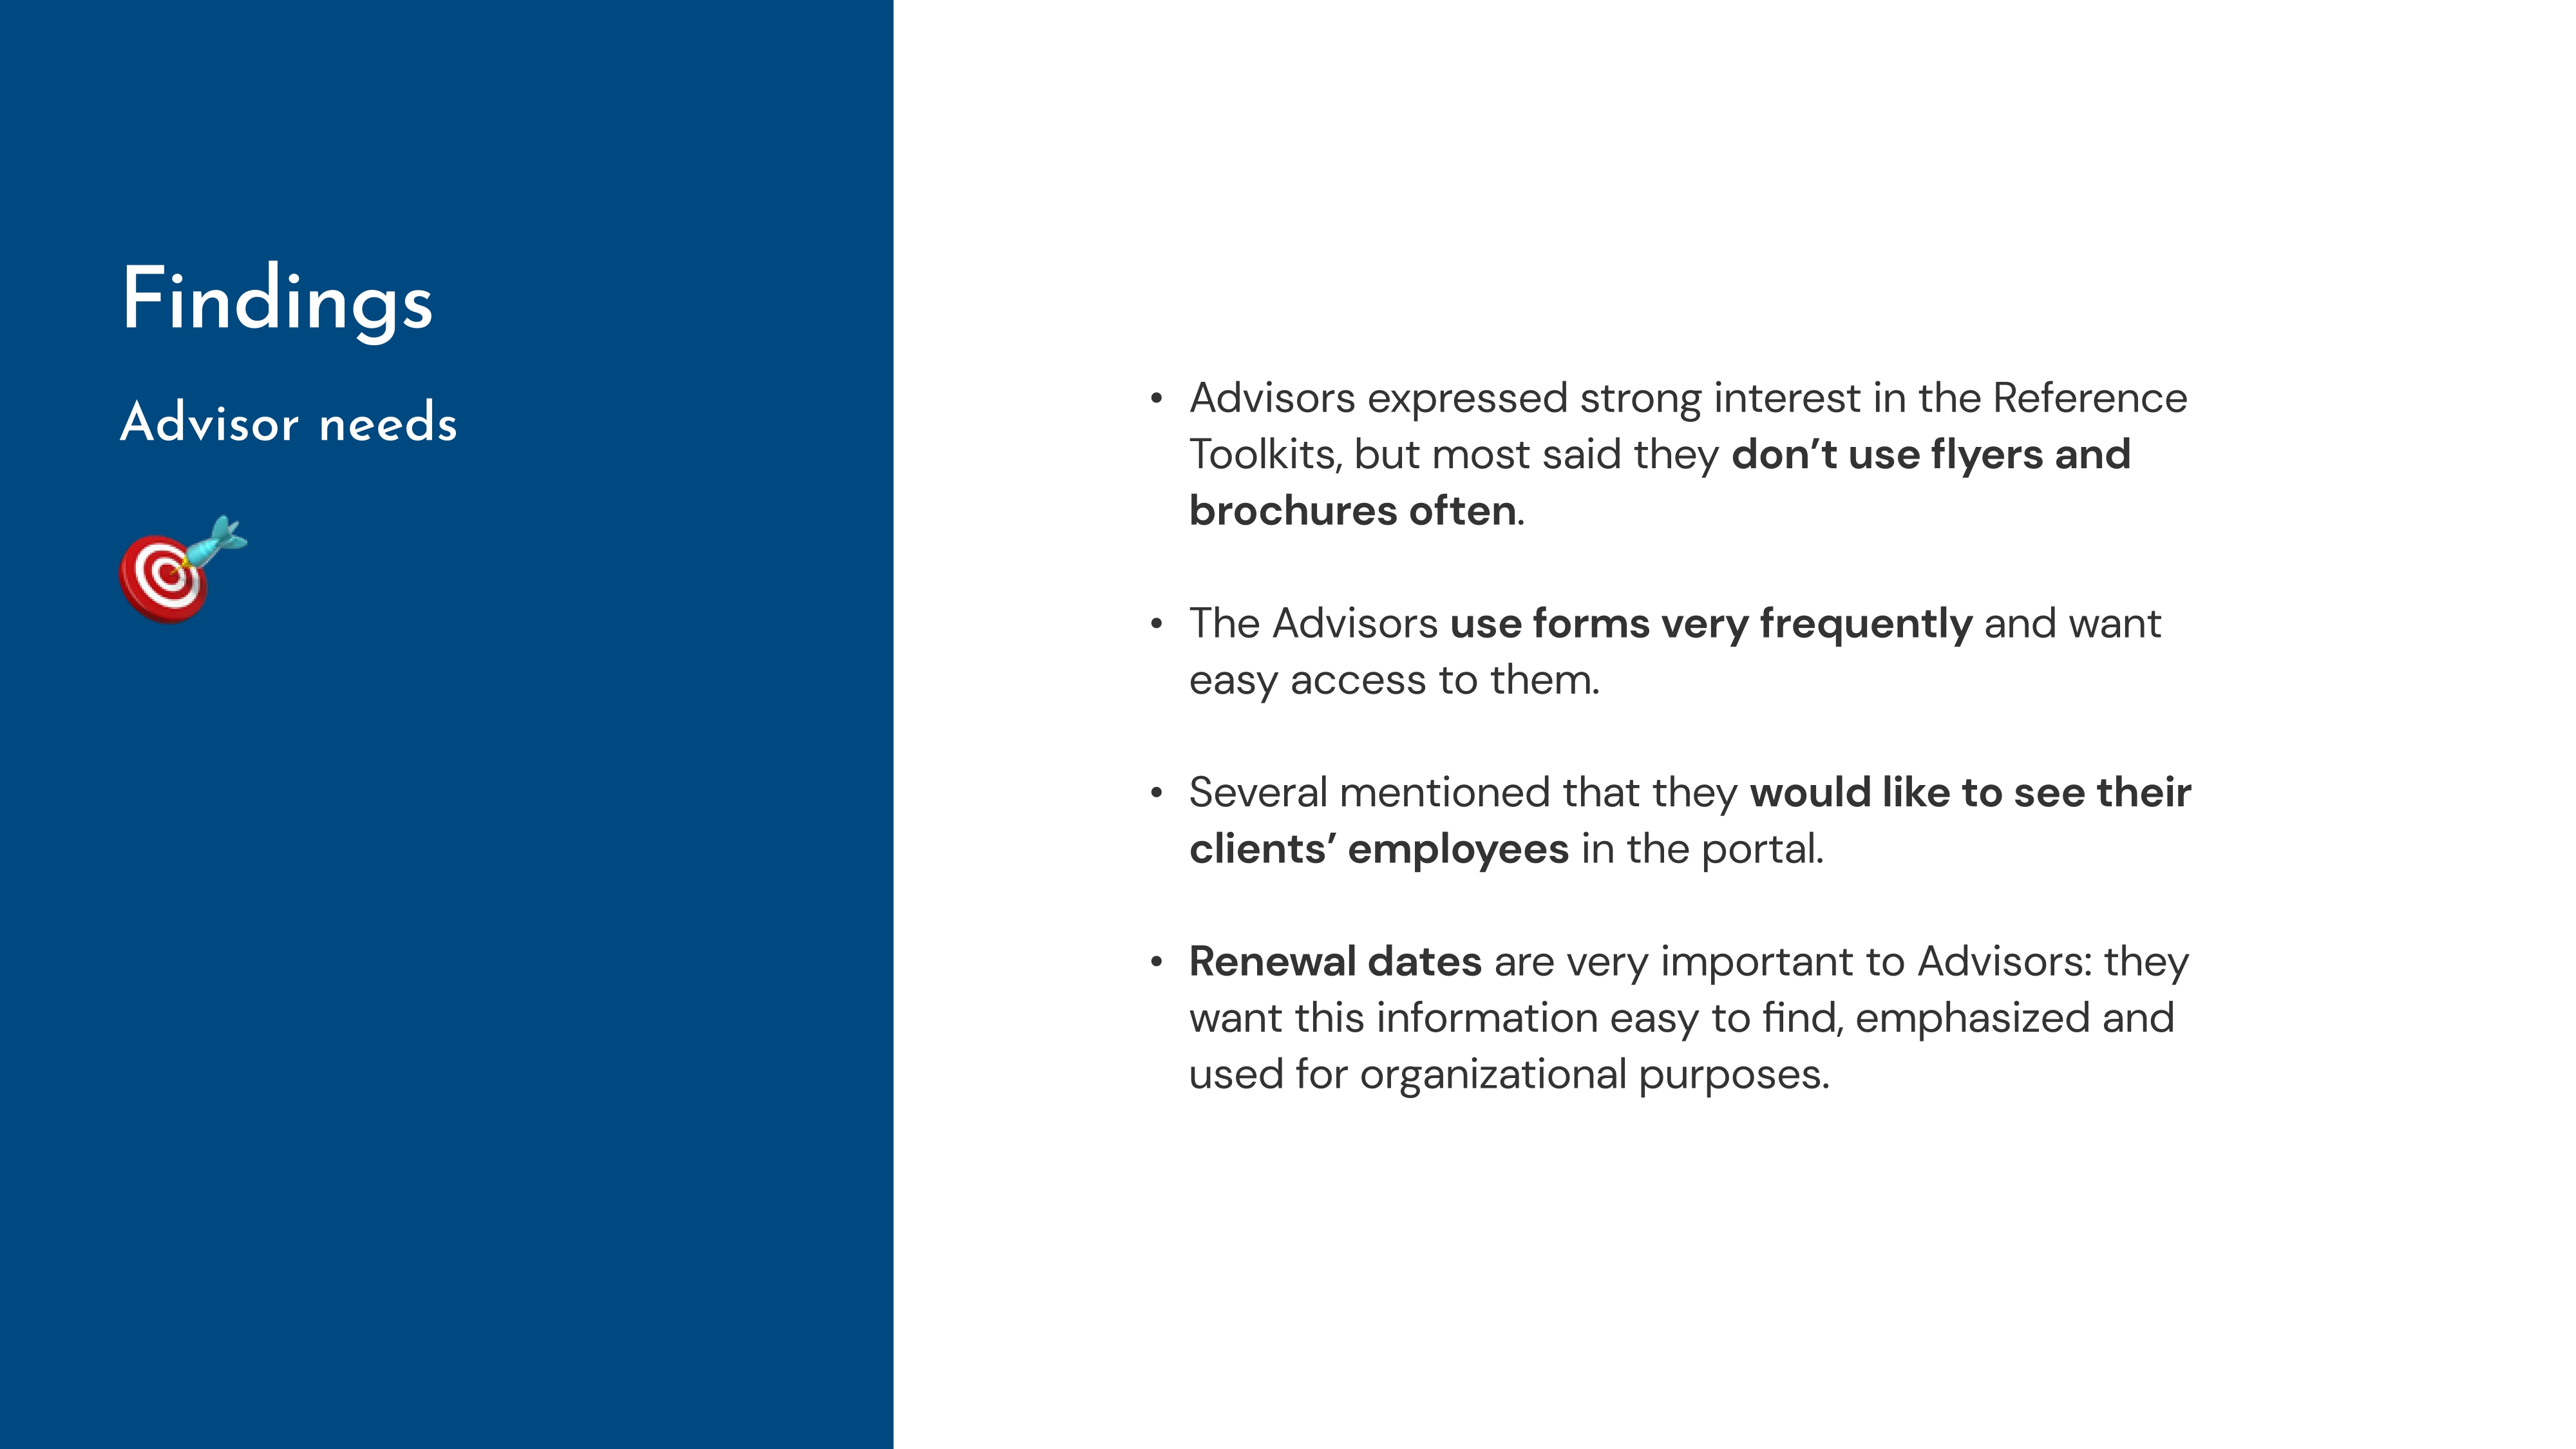 Findings
Advisor needs
• Advisors expressed strong interest in the Reference
Toolkits, but most said they don’t use flyers and
brochures often.
• The Advisors use forms very frequently and want
easy access to them.
• Several mentioned that they would like to see their
clients’ employees in the portal.
• Renewal dates are very important to Advisors: they
want this information easy to find, emphasized and
used for organizational purposes.